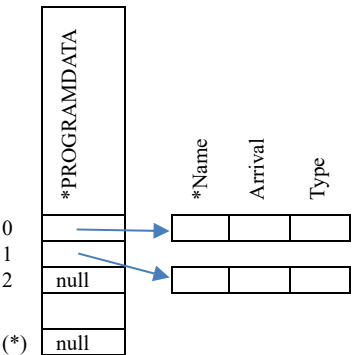 *PROGRAMDATA
*Name
Arrival
Type
0
1
2 null
(*) null